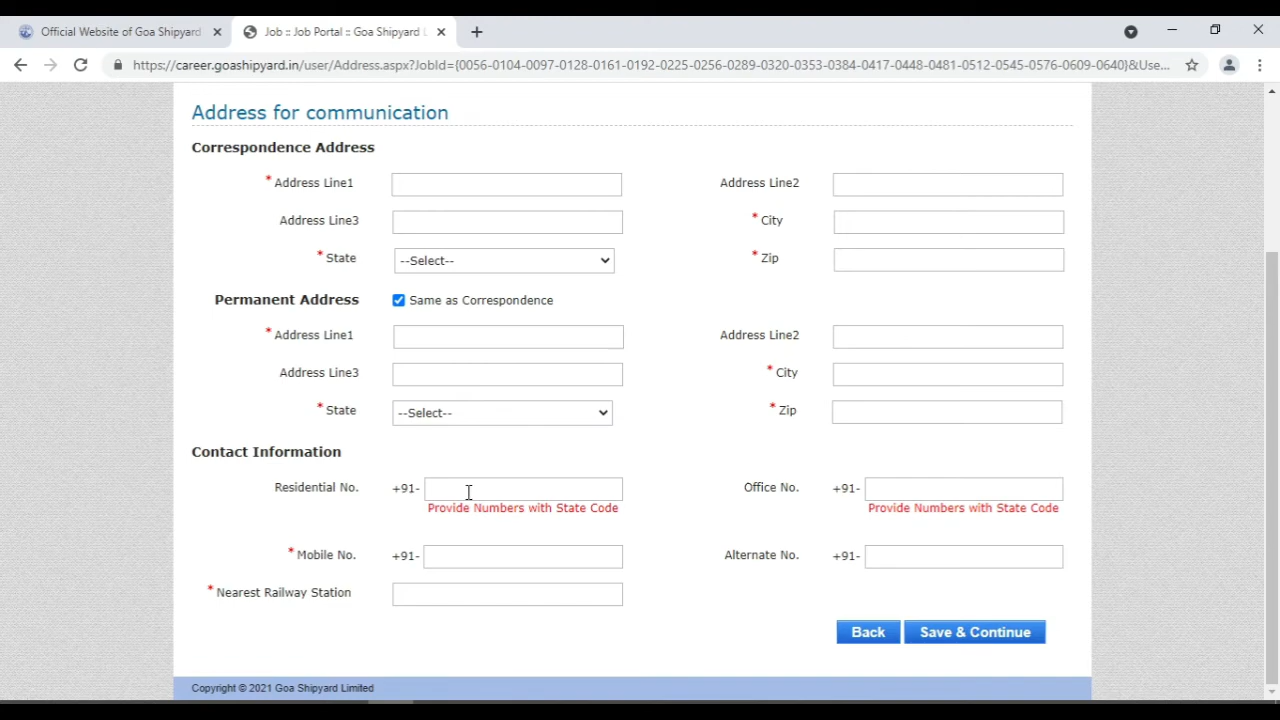 Official Website of Goa Shipyard
Job :: Job Portal :: Goa Shipyard L
https://career.goashipyard.in/user/Address.aspx?JobId={0056-0104-0097-0128-0161-0192-0225-0256-0289-0320-0353-0384-0417-0448-0481-0512-0545-0576-0609-0640}&Use...
Address for communication
Correspondence Address
* Address Line1 Address Line2
Address Line3 * City
* State --Select-- * Zip
Permanent Address Same as Correspondence
* Address Line1 Address Line2
Address Line3 * City
* State --Select-- * Zip
Contact Information
Residential No. +91- Office No. +91-
Provide Numbers with State Code Provide Numbers with State Code
* Mobile No. +91- Alternate No. +91-
* Nearest Railway Station
Back Save & Continue
Copyright © 2021 Goa Shipyard Limited